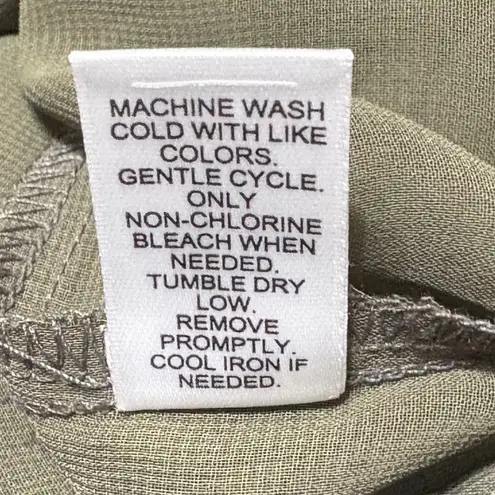 MACHINE WASH
COLD WITH LIKE
COLORS.
GENTLE CYCLE.
ONLY
NON-CHLORINE
BLEACH WHEN
NEEDED.
TUMBLE DRY
LOW.
REMOVE
PROMPTLY.
COOL IRON IF
NEEDED.